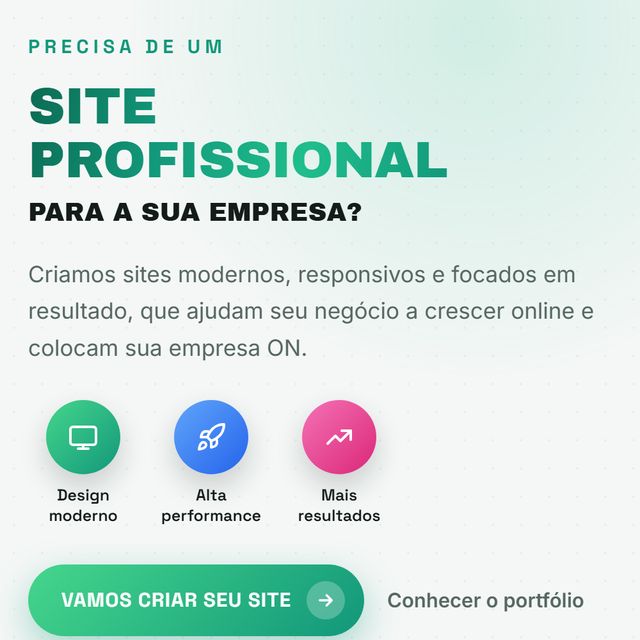 PRECISA DE UM
SITE
PROFISSIONAL
PARA A SUA EMPRESA?
Criamos sites modernos, responsivos e focados em
resultado, que ajudam seu negócio a crescer online e
colocam sua empresa ON.
Design
moderno
Alta
performance
Mais
resultados
VAMOS CRIAR SEU SITE
Conhecer o portfólio